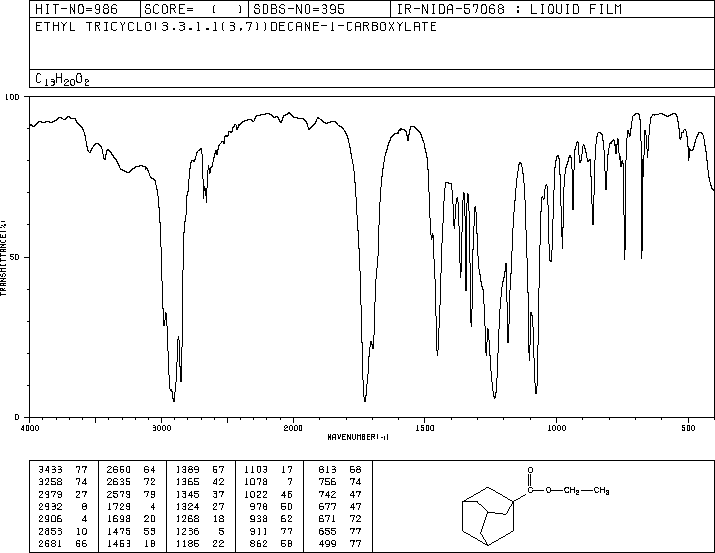 HIT-NO=986 SCORE= ( ) SDBS-NO=395 IR-NIDA-57068 : LIQUID FILM
ETHYL TRICYCLO(3.3.1.1(3,7))DECANE-1-CARBOXYLATE
C13H20O2
100
50
0
TRANSMITTANCE(%)
4000 3000 2000 1500 1000 500
WAVENUMBER(-1)
3433 77 2660 64 1389 57 1103 17 813 68
3258 74 2635 72 1365 42 1078 7 756 74
2979 27 2579 79 1345 37 1022 46 742 47
2932 8 1729 4 1324 27 978 50 677 47
2906 4 1698 20 1268 18 938 62 671 72
2853 10 1475 53 1236 5 911 77 655 77
2681 66 1453 18 1186 22 862 58 499 77
O
C—O—CH2—CH3